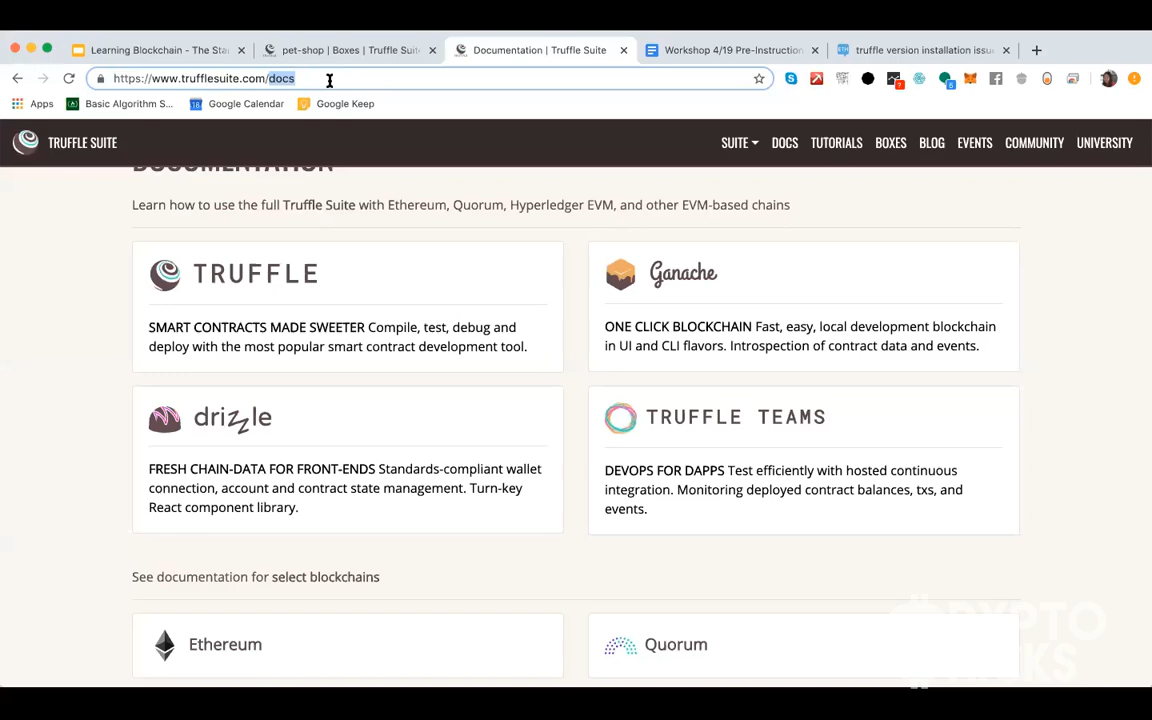 Learning Blockchain - The Sta
pet-shop | Boxes | Truffle Suite
Documentation | Truffle Suite
Workshop 4/19 Pre-Instruction
truffle version installation issu
https://www.trufflesuite.com/docs
Apps
Basic Algorithm S...
18
Google Calendar
Google Keep
TRUFFLE SUITE
SUITE
DOCS
TUTORIALS
BOXES
BLOG
EVENTS
COMMUNITY
UNIVERSITY
DOCUMENTATION
Learn how to use the full Truffle Suite with Ethereum, Quorum, Hyperledger EVM, and other EVM-based chains
TRUFFLE
SMART CONTRACTS MADE SWEETER Compile, test, debug and
deploy with the most popular smart contract development tool.
Ganache
ONE CLICK BLOCKCHAIN Fast, easy, local development blockchain
in UI and CLI flavors. Introspection of contract data and events.
drizzle
FRESH CHAIN-DATA FOR FRONT-ENDS Standards-compliant wallet
connection, account and contract state management. Turn-key
React component library.
TRUFFLE TEAMS
DEVOPS FOR DAPPS Test efficiently with hosted continuous
integration. Monitoring deployed contract balances, txs, and
events.
See documentation for select blockchains
Ethereum
Quorum